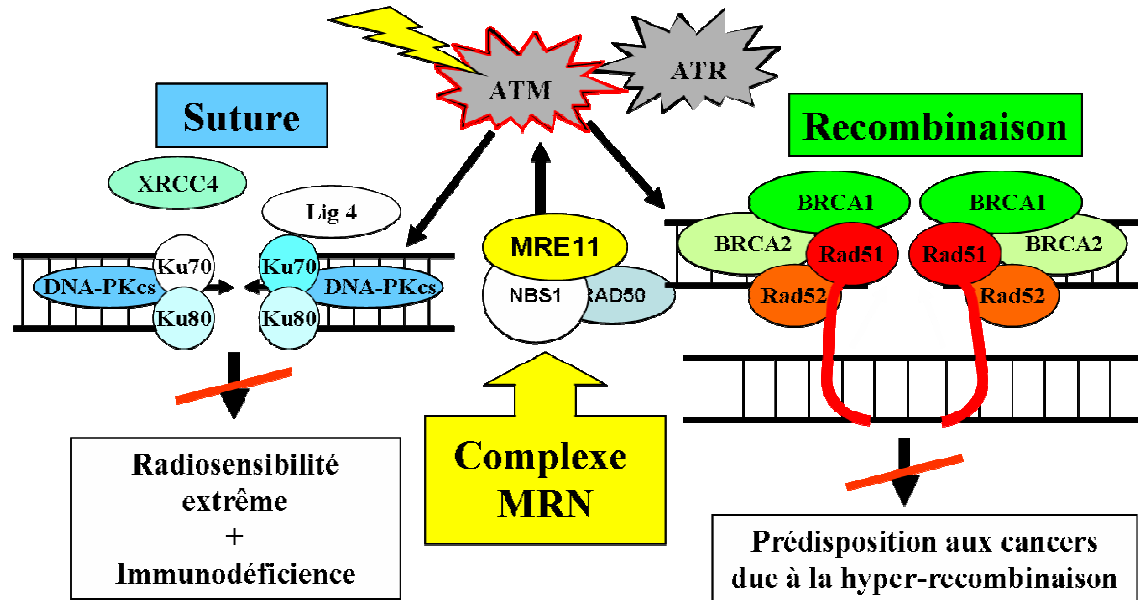 ATM
ATR
Suture
Recombinaison
XRCC4
Lig 4
Ku70
Ku70
DNA-PKcs
DNA-PKcs
Ku80
Ku80
MRE11
NBS1
RAD50
BRCA1
BRCA1
BRCA2
BRCA2
Rad51
Rad51
Rad52
Rad52
Complexe
MRN
Radiosensibilité
extrême
+
Immunodéficience
Prédisposition aux cancers
due à la hyper-recombinaison